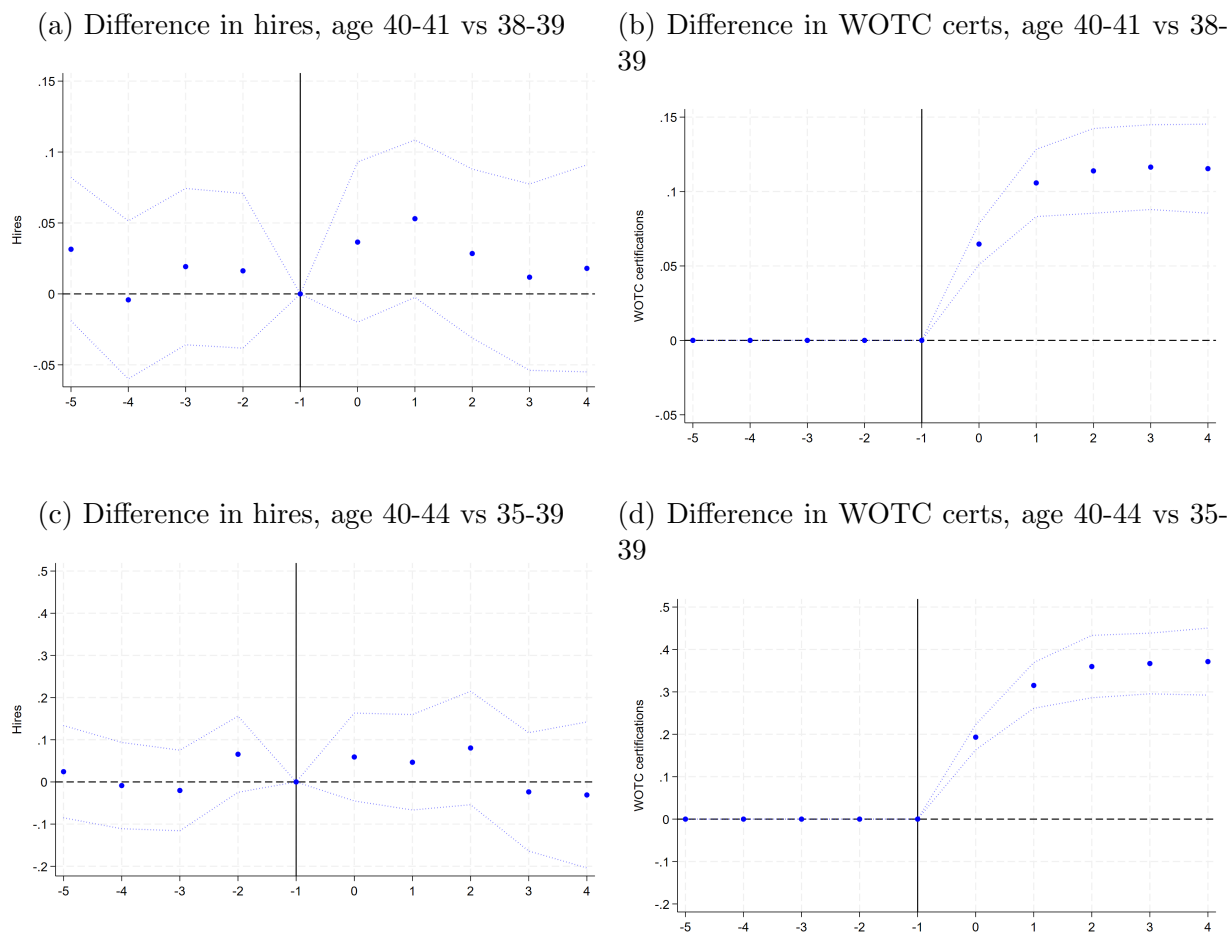 (a) Difference in hires, age 40-41 vs 38-39
.15
.1
.05
0
-.05
Hires
-5 -4 -3 -2 -1 0 1 2 3 4
(b) Difference in WOTC certs, age 40-41 vs 38-
39
.15
.1
.05
0
-.05
WOTC certifications
-5 -4 -3 -2 -1 0 1 2 3 4
(c) Difference in hires, age 40-44 vs 35-39
.5
.4
.3
.2
.1
0
-.1
-.2
Hires
-5 -4 -3 -2 -1 0 1 2 3 4
(d) Difference in WOTC certs, age 40-44 vs 35-
39
.5
.4
.3
.2
.1
0
-.1
-.2
WOTC certifications
-5 -4 -3 -2 -1 0 1 2 3 4